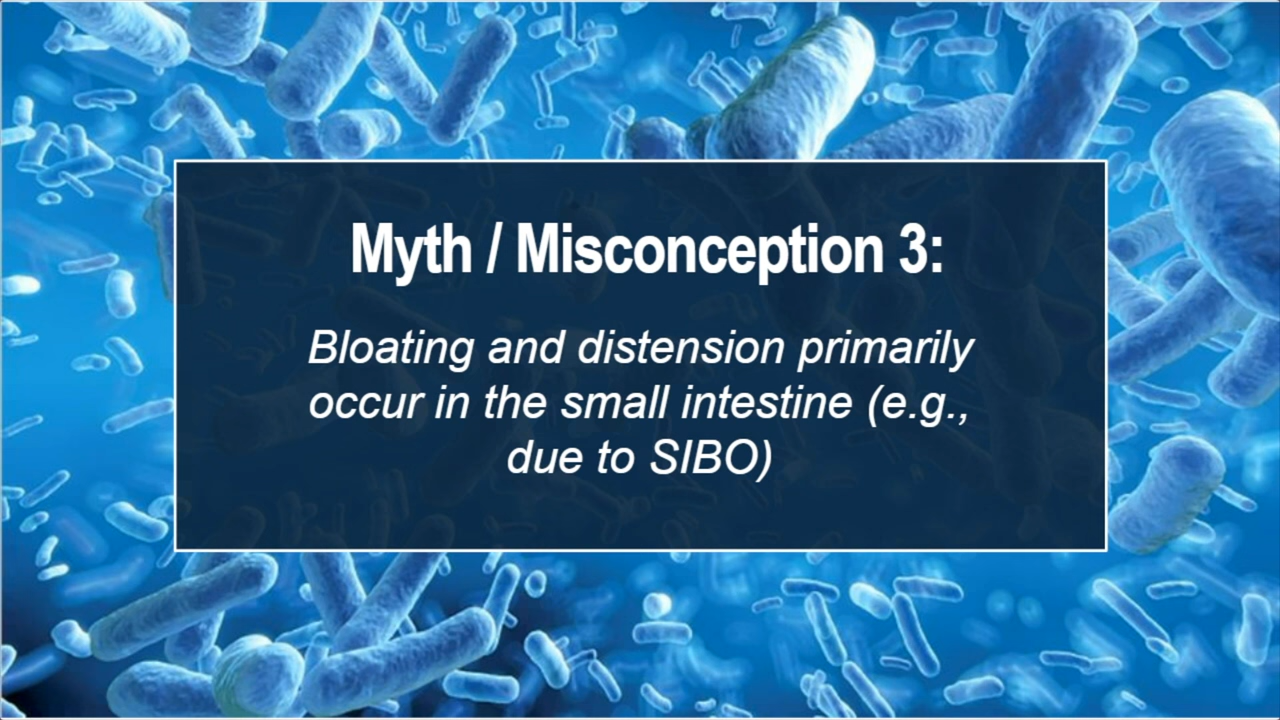 Myth / Misconception 3:
Bloating and distension primarily
occur in the small intestine (e.g.,
due to SIBO)